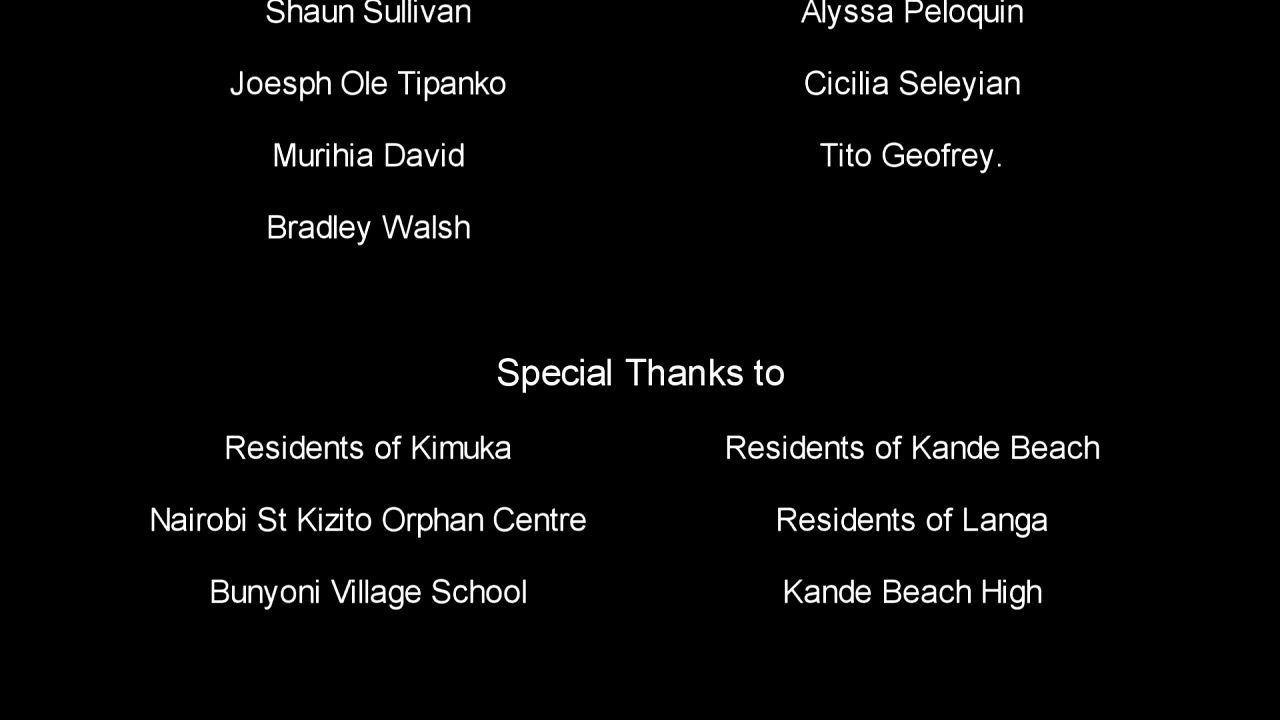 Shaun Sullivan Alyssa Peloquin
Joesph Ole Tipanko Cicilia Seleyian
Murihia David Tito Geofrey.
Bradley Walsh
Special Thanks to
Residents of Kimuka Residents of Kande Beach
Nairobi St Kizito Orphan Centre Residents of Langa
Bunyoni Village School Kande Beach High